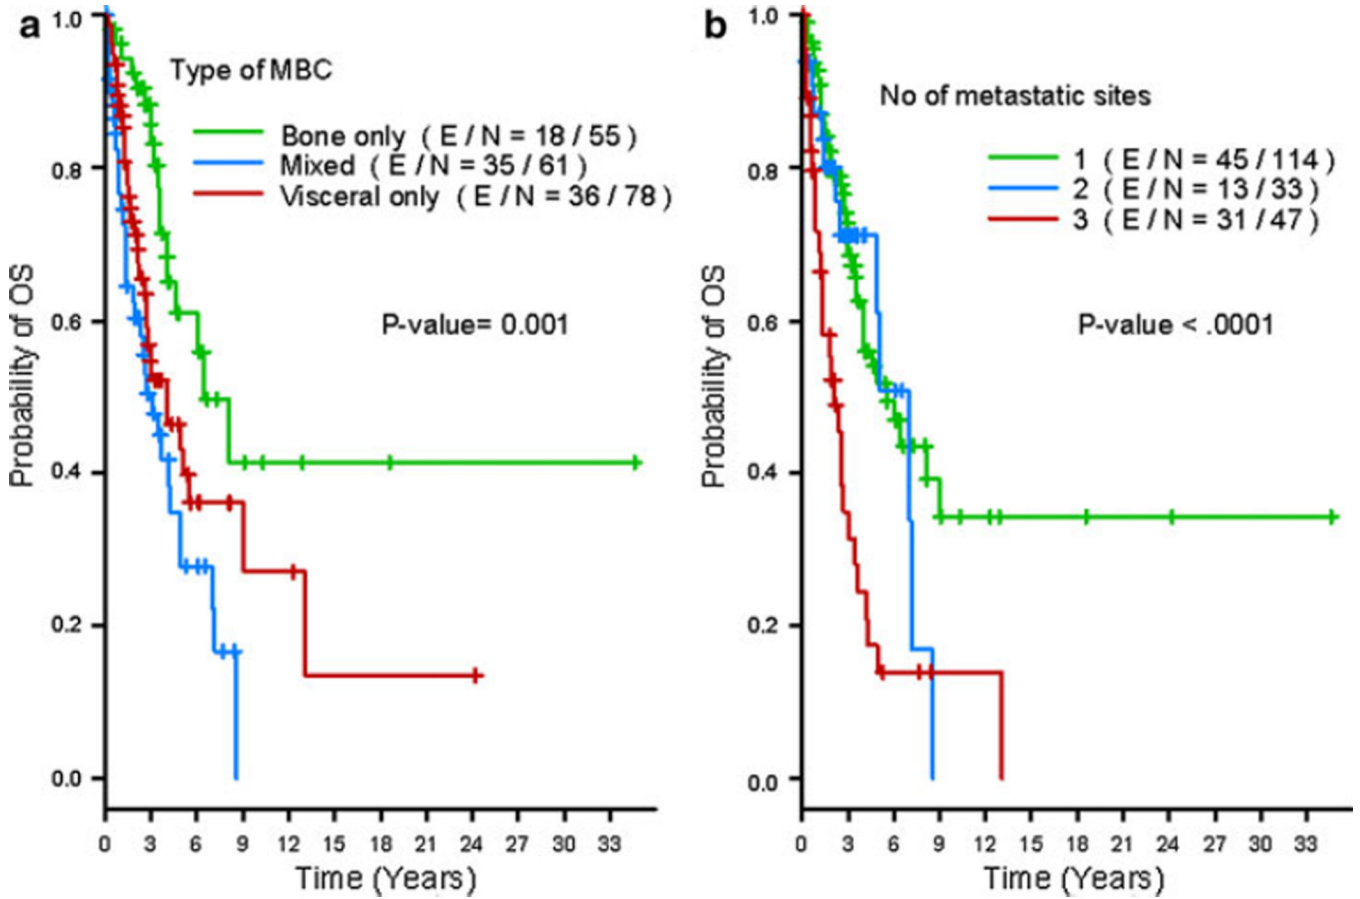 a
Type of MBC
Bone only ( E / N = 18 / 55 )
Mixed ( E / N = 35 / 61 )
Visceral only ( E / N = 36 / 78 )
P-value= 0.001
Probability of OS
1.0
0.8
0.6
0.4
0.2
0.0
0 3 6 9 12 15 18 21 24 27 30 33
Time (Years)
b
No of metastatic sites
1 ( E / N = 45 / 114 )
2 ( E / N = 13 / 33 )
3 ( E / N = 31 / 47 )
P-value < .0001
Probability of OS
1.0
0.8
0.6
0.4
0.2
0.0
0 3 6 9 12 15 18 21 24 27 30 33
Time (Years)